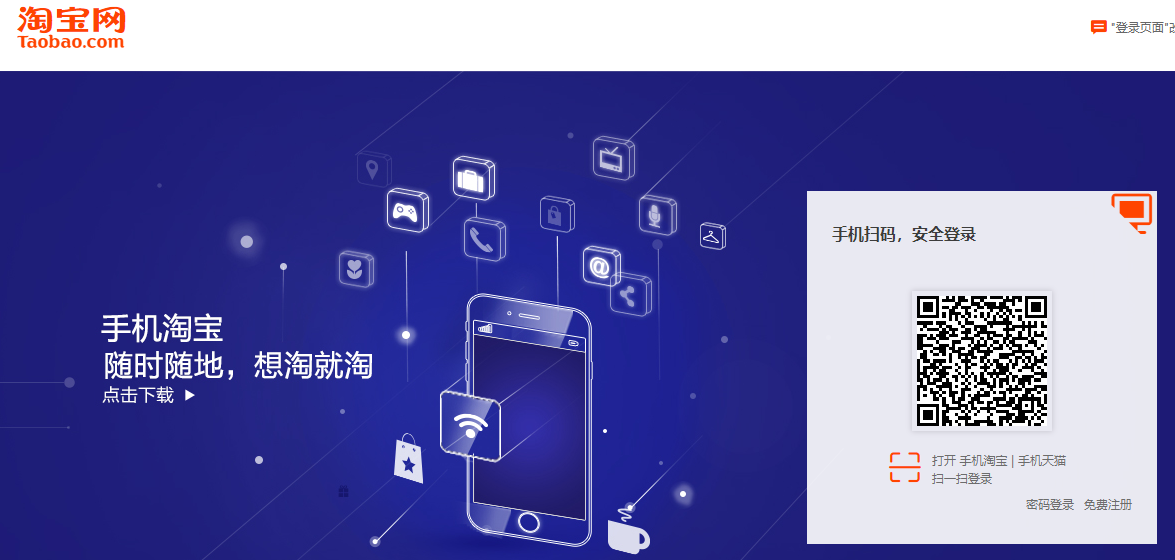 淘宝网
Taobao.com
"登录页面"改
手机扫码，安全登录
手机淘宝
随时随地，想淘就淘
点击下载
打开 手机淘宝 | 手机天猫
扫一扫登录
密码登录 免费注册